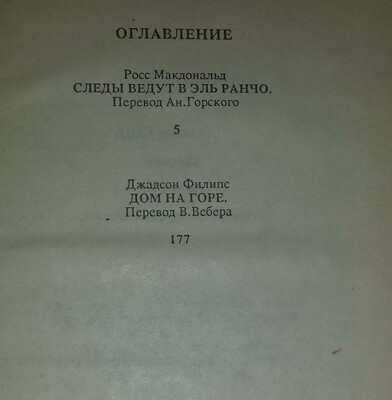 ОГЛАВЛЕНИЕ
Росс Макдональд
СЛЕДЫ ВЕДУТ В ЭЛЬ РАНЧО.
Перевод Ан.Горского
5
Джадсон Филипс
ДОМ НА ГОРЕ.
Перевод В.Вебера
177